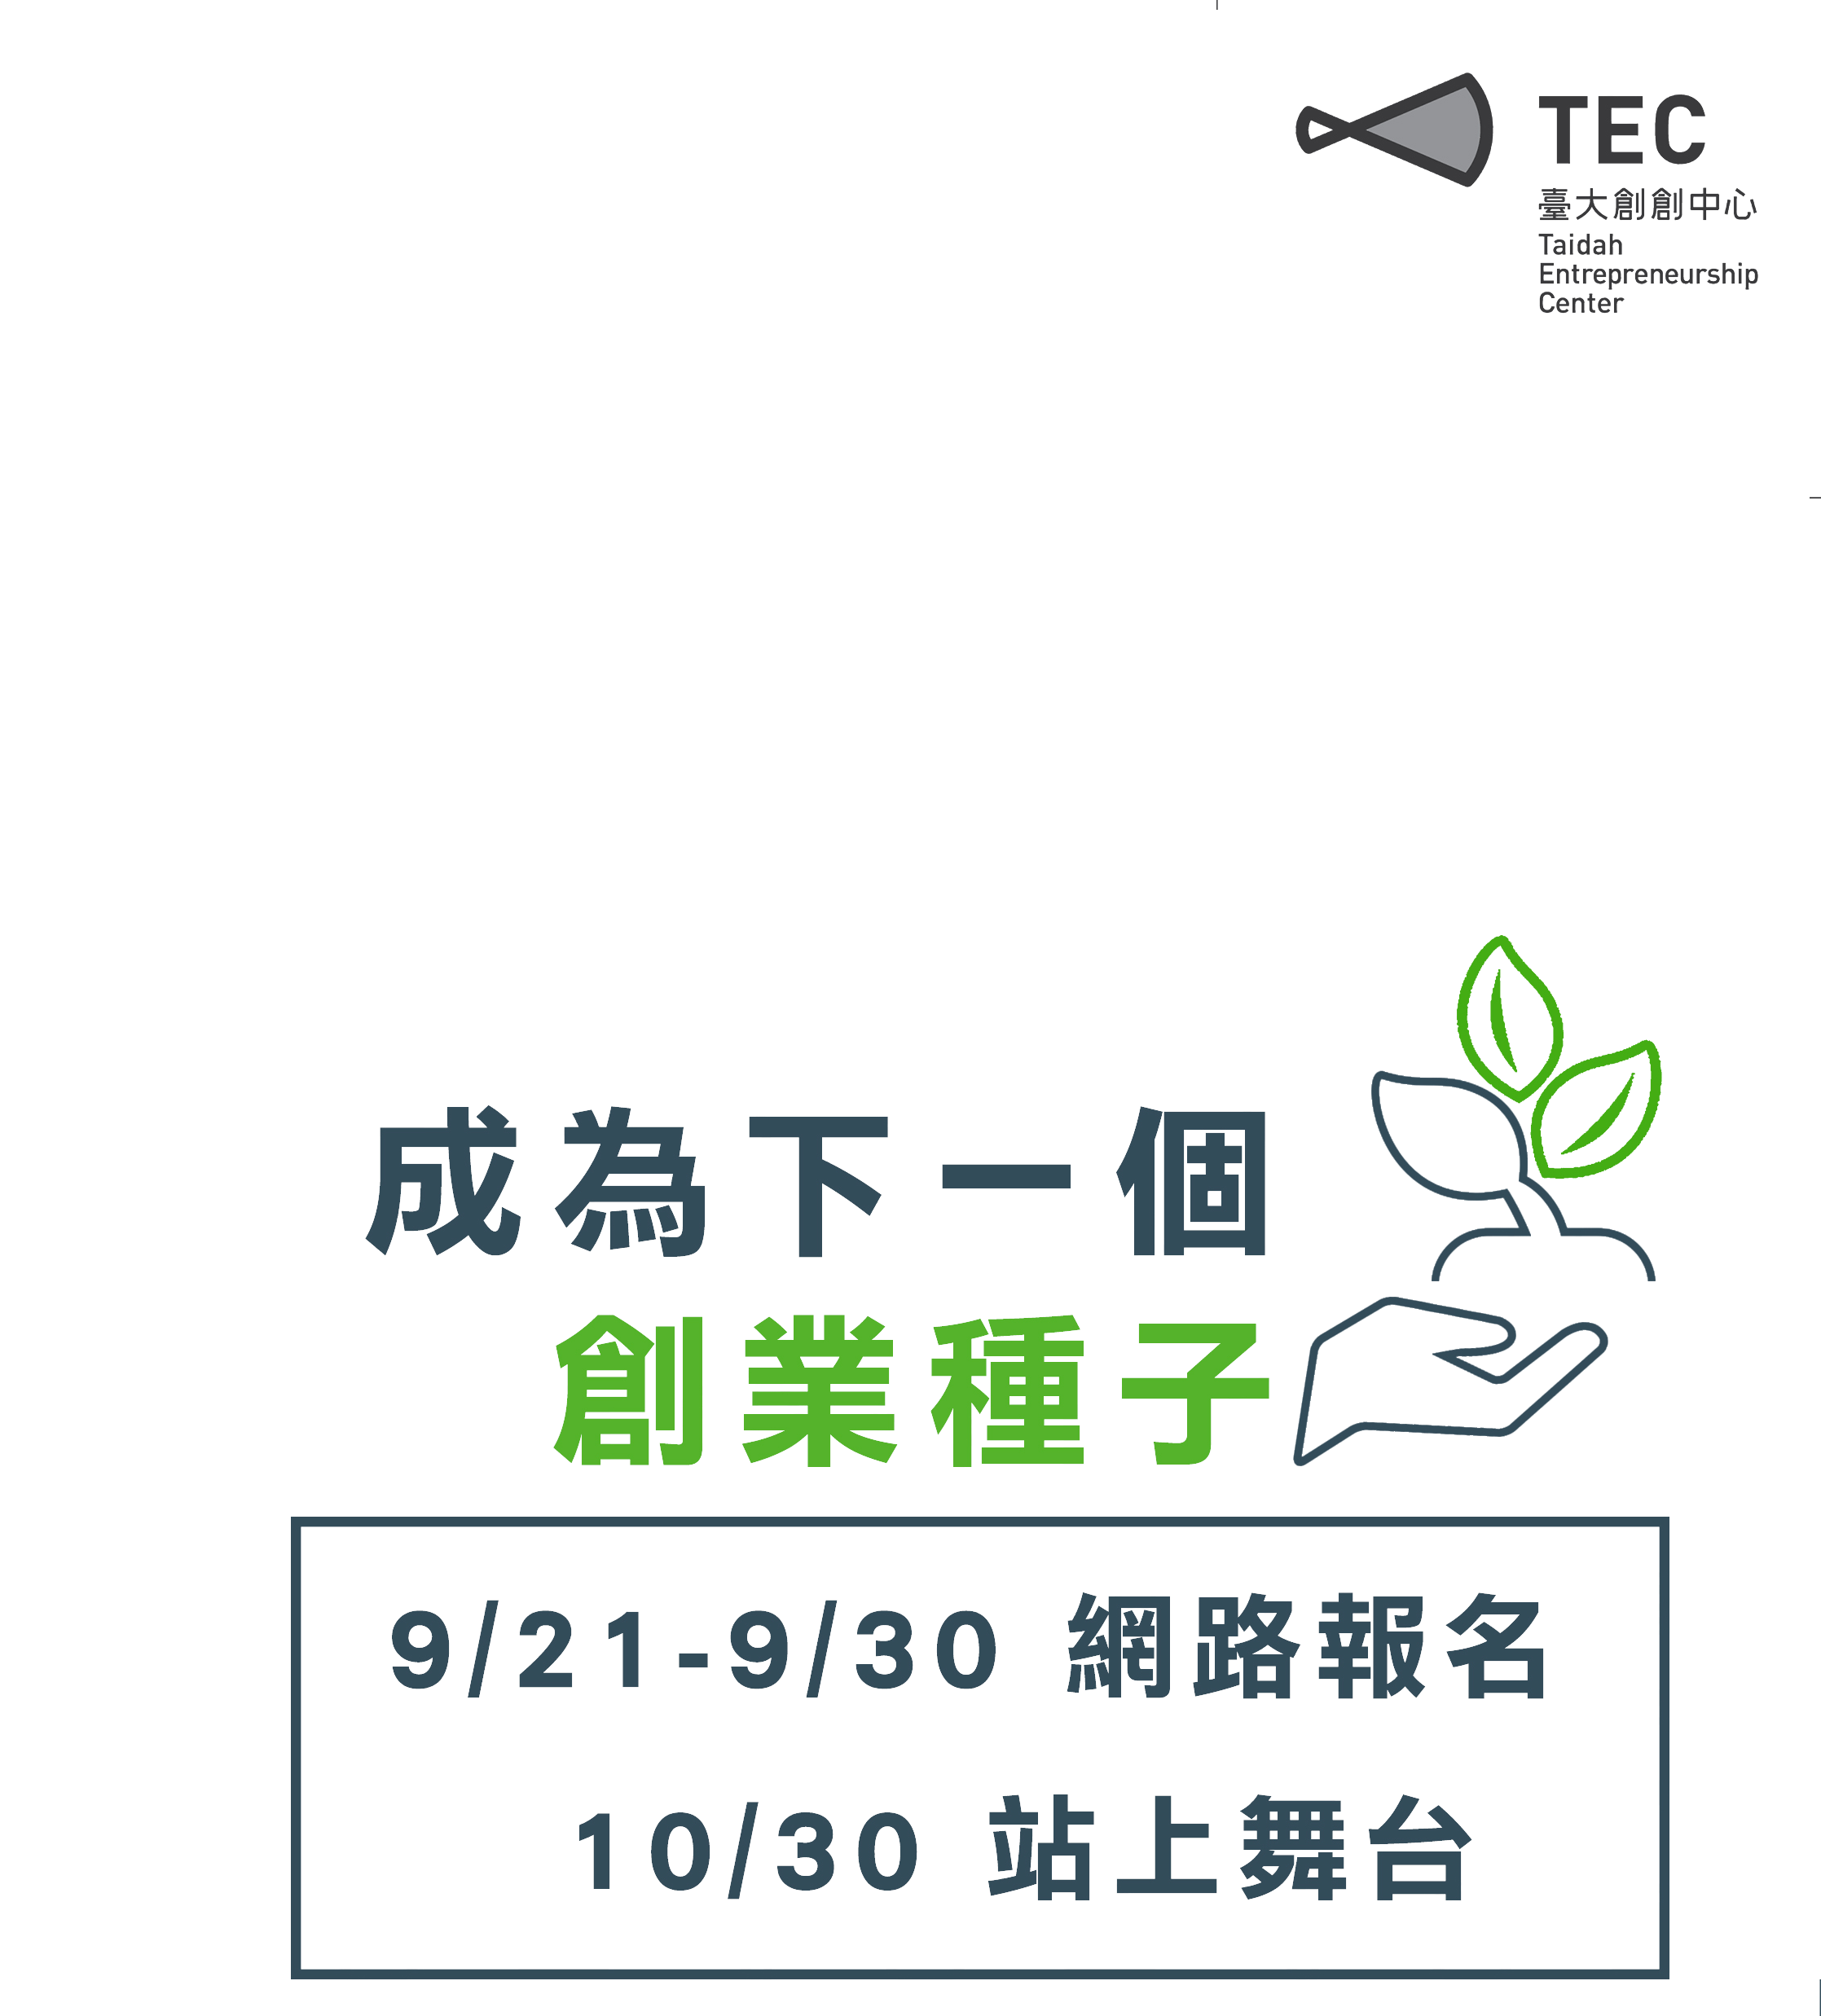 TEC
臺大創創中心
Taidah
Entrepreneurship
Center
成為下一個
創業種子
9/21-9/30 網路報名
10/30 站上舞台